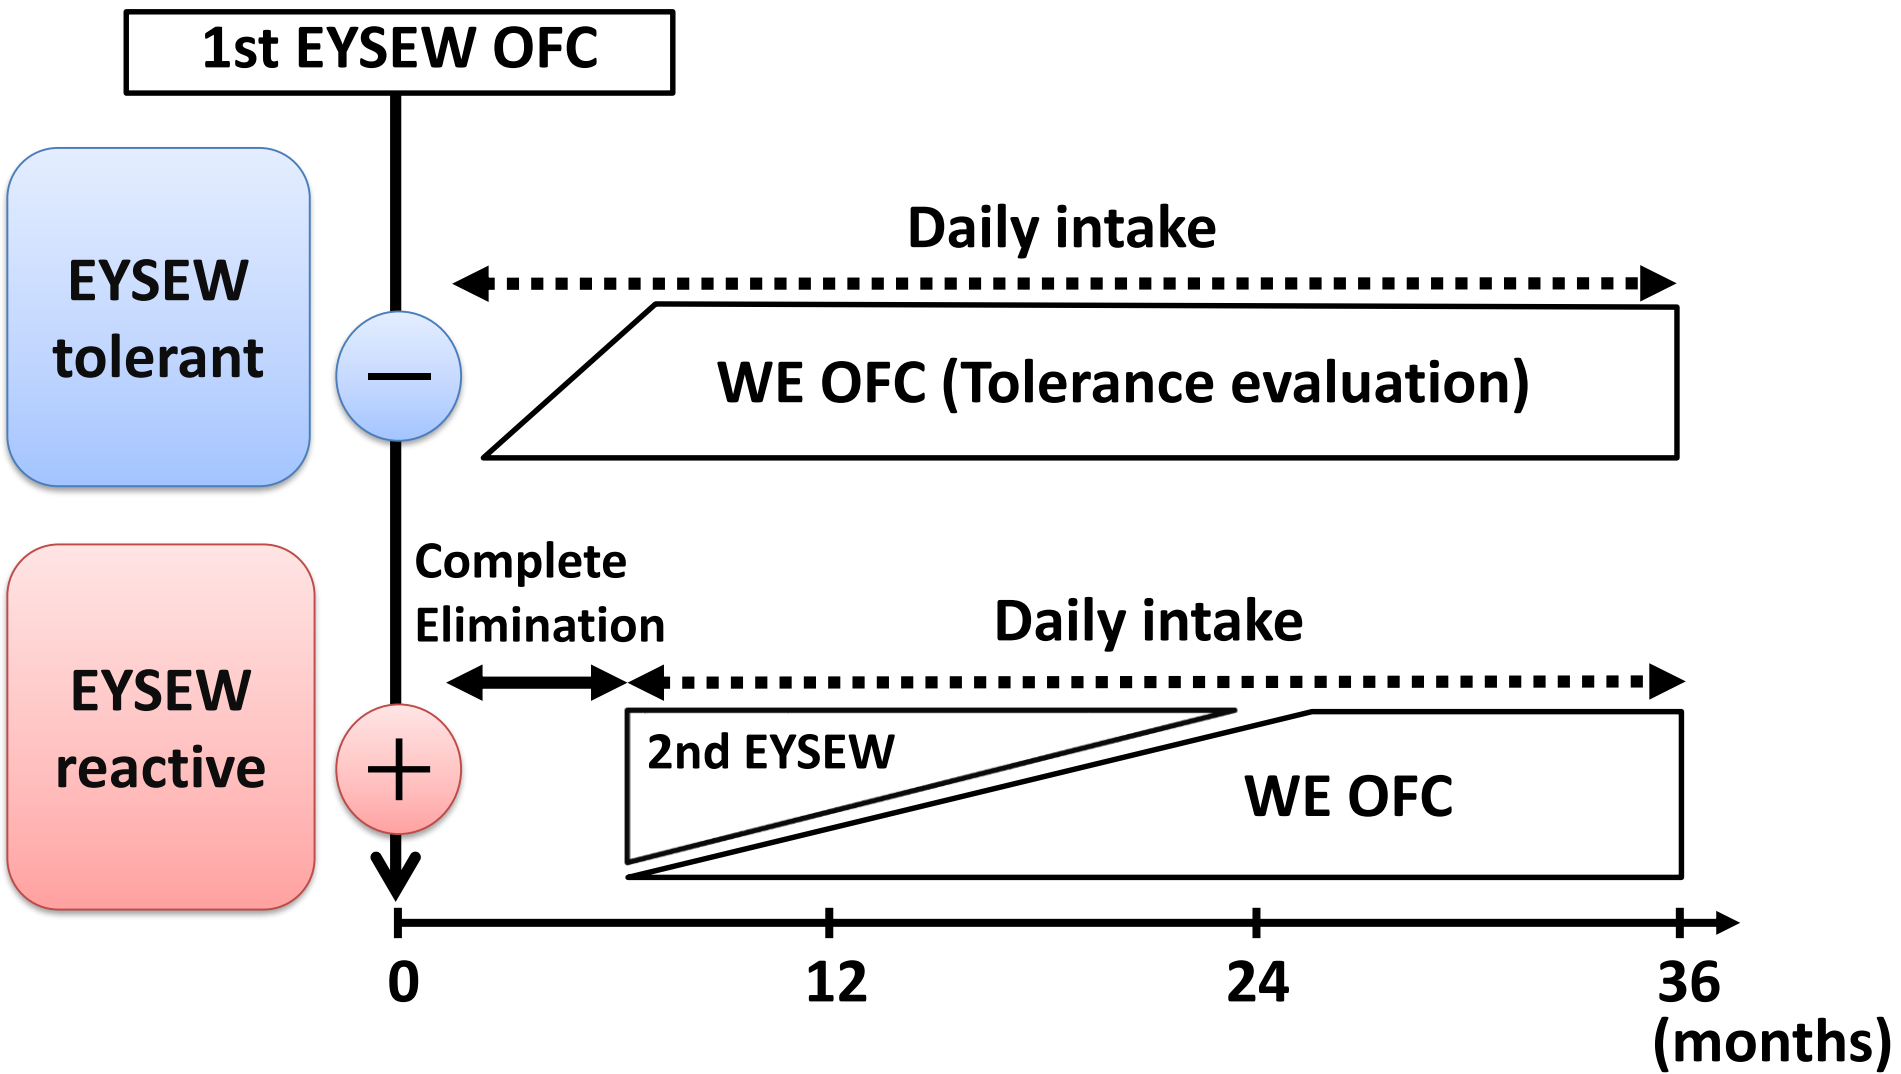 1st EYSEW OFC
EYSEW
tolerant
Daily intake
WE OFC (Tolerance evaluation)
EYSEW
reactive
Complete
Elimination
Daily intake
2nd EYSEW
WE OFC
0 12 24 36
(months)